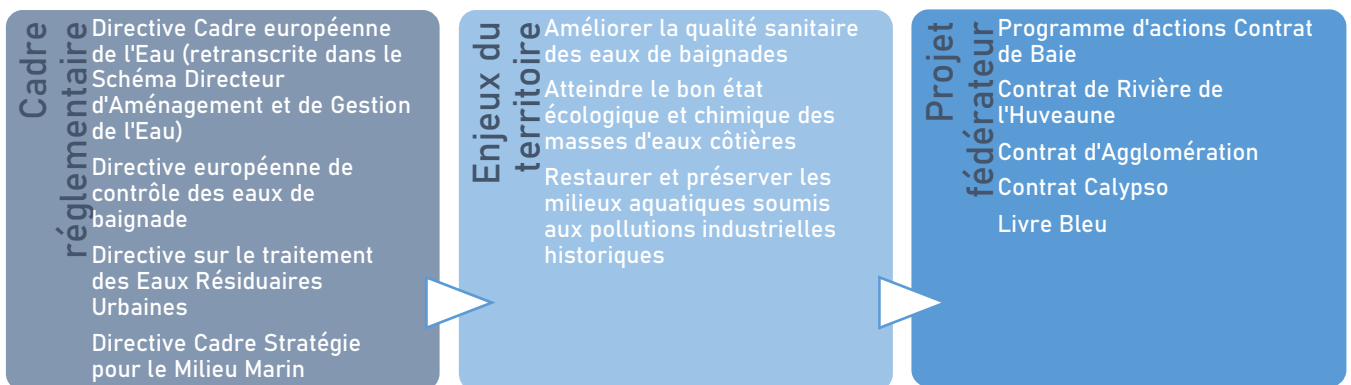 Cadre
réglementaire
Directive Cadre européenne
de l'Eau (retranscrite dans le
Schéma Directeur
d'Aménagement et de Gestion
de l'Eau)
Directive européenne de
contrôle des eaux de
baignade
Directive sur le traitement
des Eaux Résiduaires
Urbaines
Directive Cadre Stratégie
pour le Milieu Marin
Enjeux du
territoire
Améliorer la qualité sanitaire
des eaux de baignades
Atteindre le bon état
écologique et chimique des
masses d'eaux côtières
Restaurer et préserver les
milieux aquatiques soumis
aux pollutions industrielles
historiques
Projet
fédérateur
Programme d'actions Contrat
de Baie
Contrat de Rivière de
l'Huveaune
Contrat d'Agglomération
Contrat Calypso
Livre Bleu